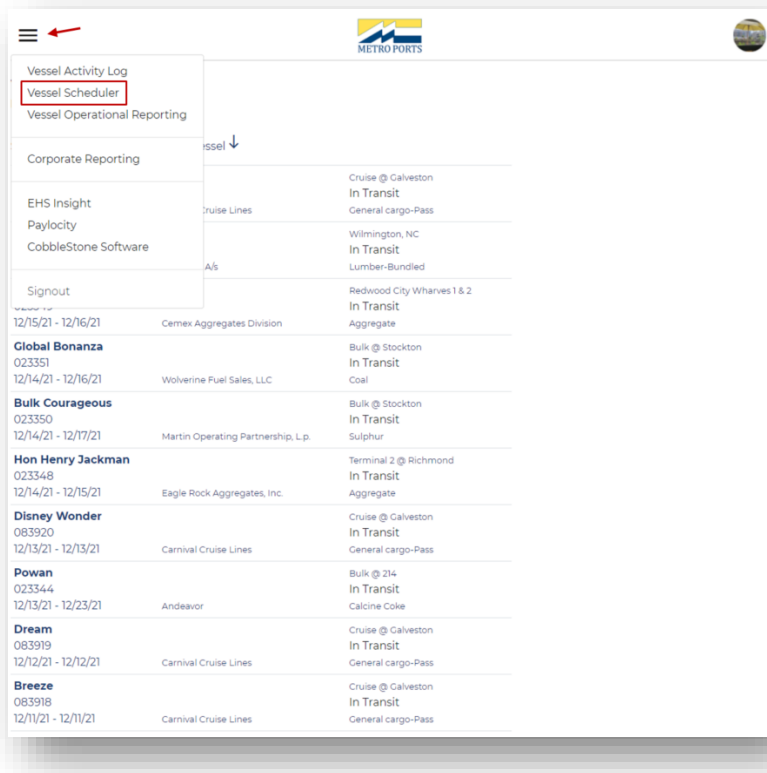 METRO PORTS
Vessel Activity Log
Vessel Scheduler
Vessel Operational Reporting
Corporate Reporting
EHS Insight
Paylocity
CobbleStone Software
Signout
Cruise @ Galveston
In Transit
Cruise Lines General cargo-Pass
Wilmington, NC
In Transit
A/s Lumber-Bundled
Redwood City Wharves 1 & 2
In Transit
12/15/21 - 12/16/21 Cemex Aggregates Division Aggregate
Global Bonanza Bulk @ Stockton
023351 In Transit
12/14/21 - 12/16/21 Wolverine Fuel Sales, LLC Coal
Bulk Courageous Bulk @ Stockton
023350 In Transit
12/14/21 - 12/17/21 Martin Operating Partnership, L.p. Sulphur
Hon Henry Jackman Terminal 2 @ Richmond
023348 In Transit
12/14/21 - 12/15/21 Eagle Rock Aggregates, Inc. Aggregate
Disney Wonder Cruise @ Galveston
083920 In Transit
12/13/21 - 12/13/21 Carnival Cruise Lines General cargo-Pass
Powan Bulk @ 214
023344 In Transit
12/13/21 - 12/23/21 Andeavor Calcine Coke
Dream Cruise @ Galveston
083919 In Transit
12/12/21 - 12/12/21 Carnival Cruise Lines General cargo-Pass
Breeze Cruise @ Galveston
083918 In Transit
12/11/21 - 12/11/21 Carnival Cruise Lines General cargo-Pass